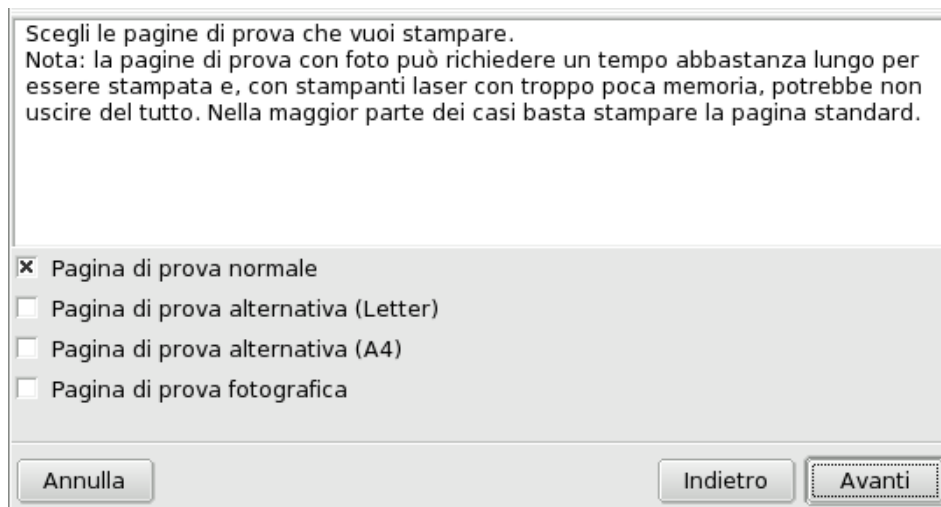 Scegli le pagine di prova che vuoi stampare.
Nota: la pagine di prova con foto può richiedere un tempo abbastanza lungo per
essere stampata e, con stampanti laser con troppo poca memoria, potrebbe non
uscire del tutto. Nella maggior parte dei casi basta stampare la pagina standard.
Pagina di prova normale
Pagina di prova alternativa (Letter)
Pagina di prova alternativa (A4)
Pagina di prova fotografica
Annulla Indietro Avanti